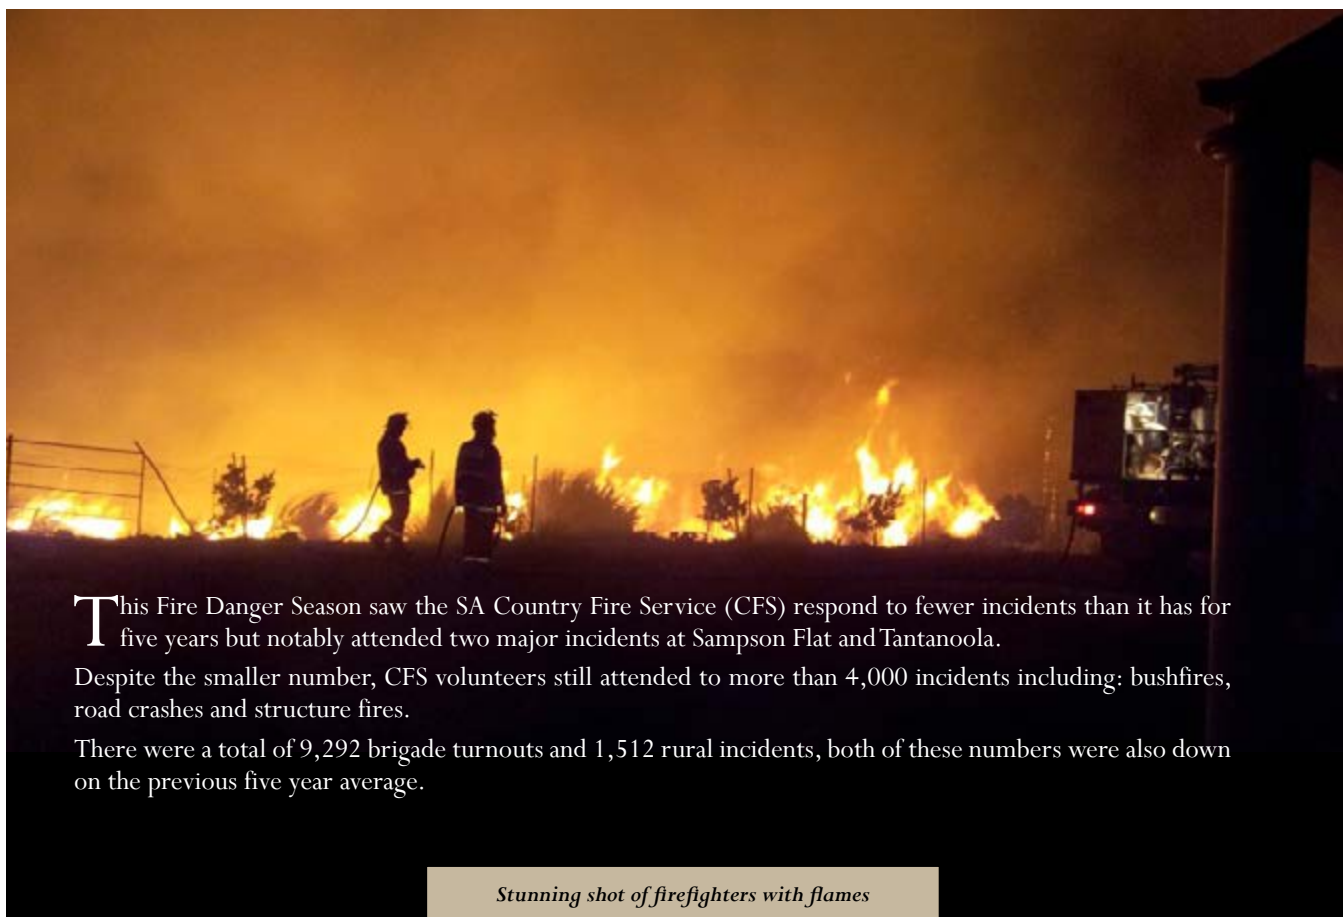 This Fire Danger Season saw the SA Country Fire Service (CFS) respond to fewer incidents than it has for
five years but notably attended two major incidents at Sampson Flat and Tantanoola.
Despite the smaller number, CFS volunteers still attended to more than 4,000 incidents including: bushfires,
road crashes and structure fires.
There were a total of 9,292 brigade turnouts and 1,512 rural incidents, both of these numbers were also down
on the previous five year average.
Stunning shot of firefighters with flames